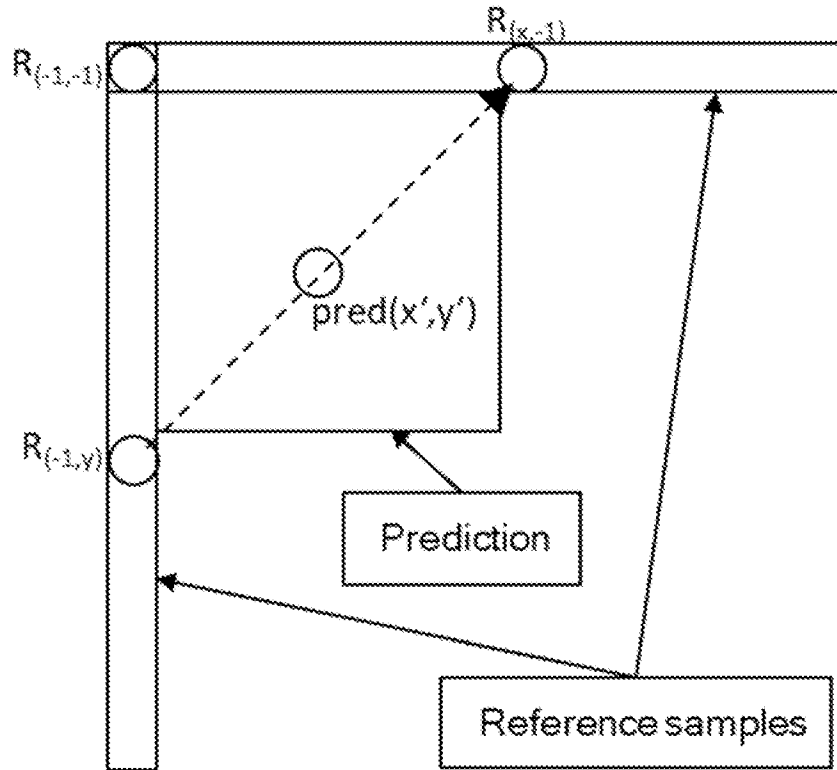 R(x,-1)
R(-1,-1)
pred(x',y')
R(-1,y)
Prediction
Reference samples